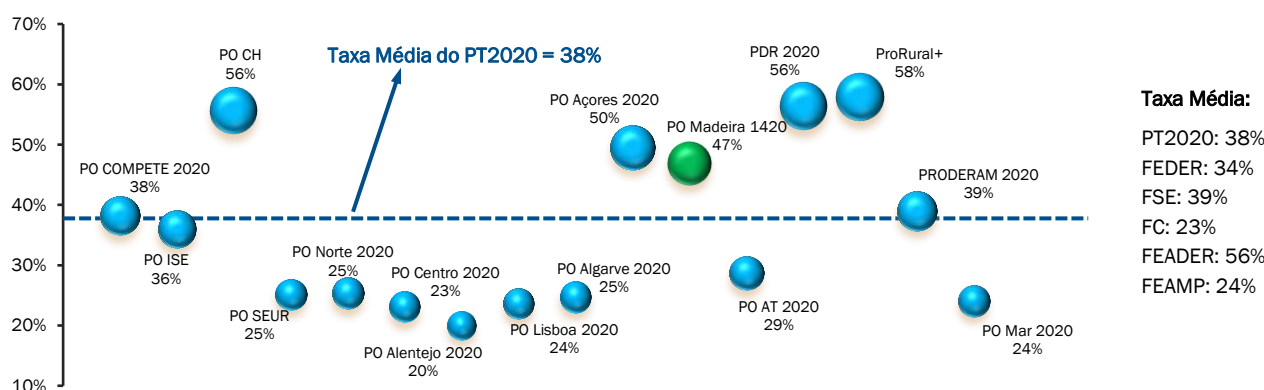 70%
60%
50%
40%
30%
20%
10%
Taxa Média do PT2020 = 38%
PO COMPETE 2020
38%
PO ISE
36%
PO CH
56%
PO SEUR
25%
PO Norte 2020
25%
PO Centro 2020
23%
PO Alentejo 2020
20%
PO Lisboa 2020
24%
PO Algarve 2020
25%
PO Açores 2020
50%
PO Madeira 1420
47%
PO AT 2020
29%
PDR 2020
56%
ProRural+
58%
PRODERAM 2020
39%
PO Mar 2020
24%
Taxa Média:
PT2020: 38%
FEDER: 34%
FSE: 39%
FC: 23%
FEADER: 56%
FEAMP: 24%